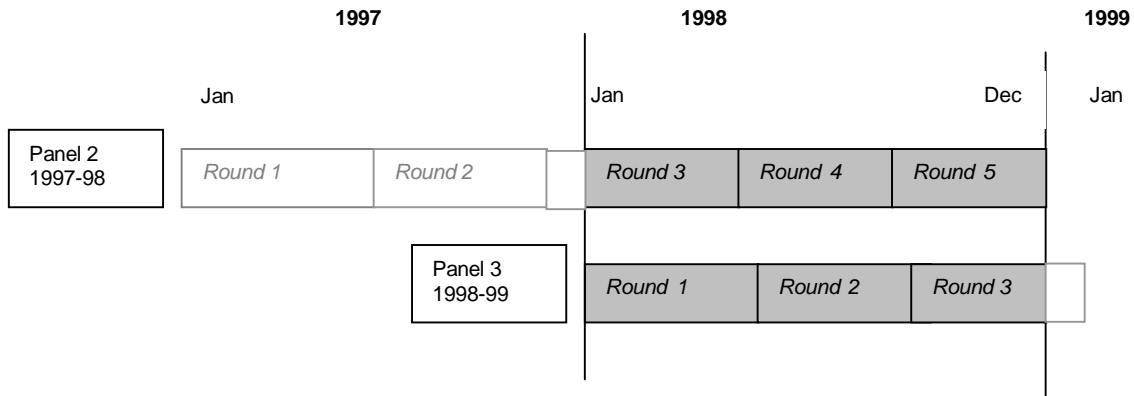 1997 1998 1999
Jan Jan Dec Jan
Panel 2
1997-98
Round 1 Round 2 Round 3 Round 4 Round 5
Panel 3
1998-99
Round 1 Round 2 Round 3